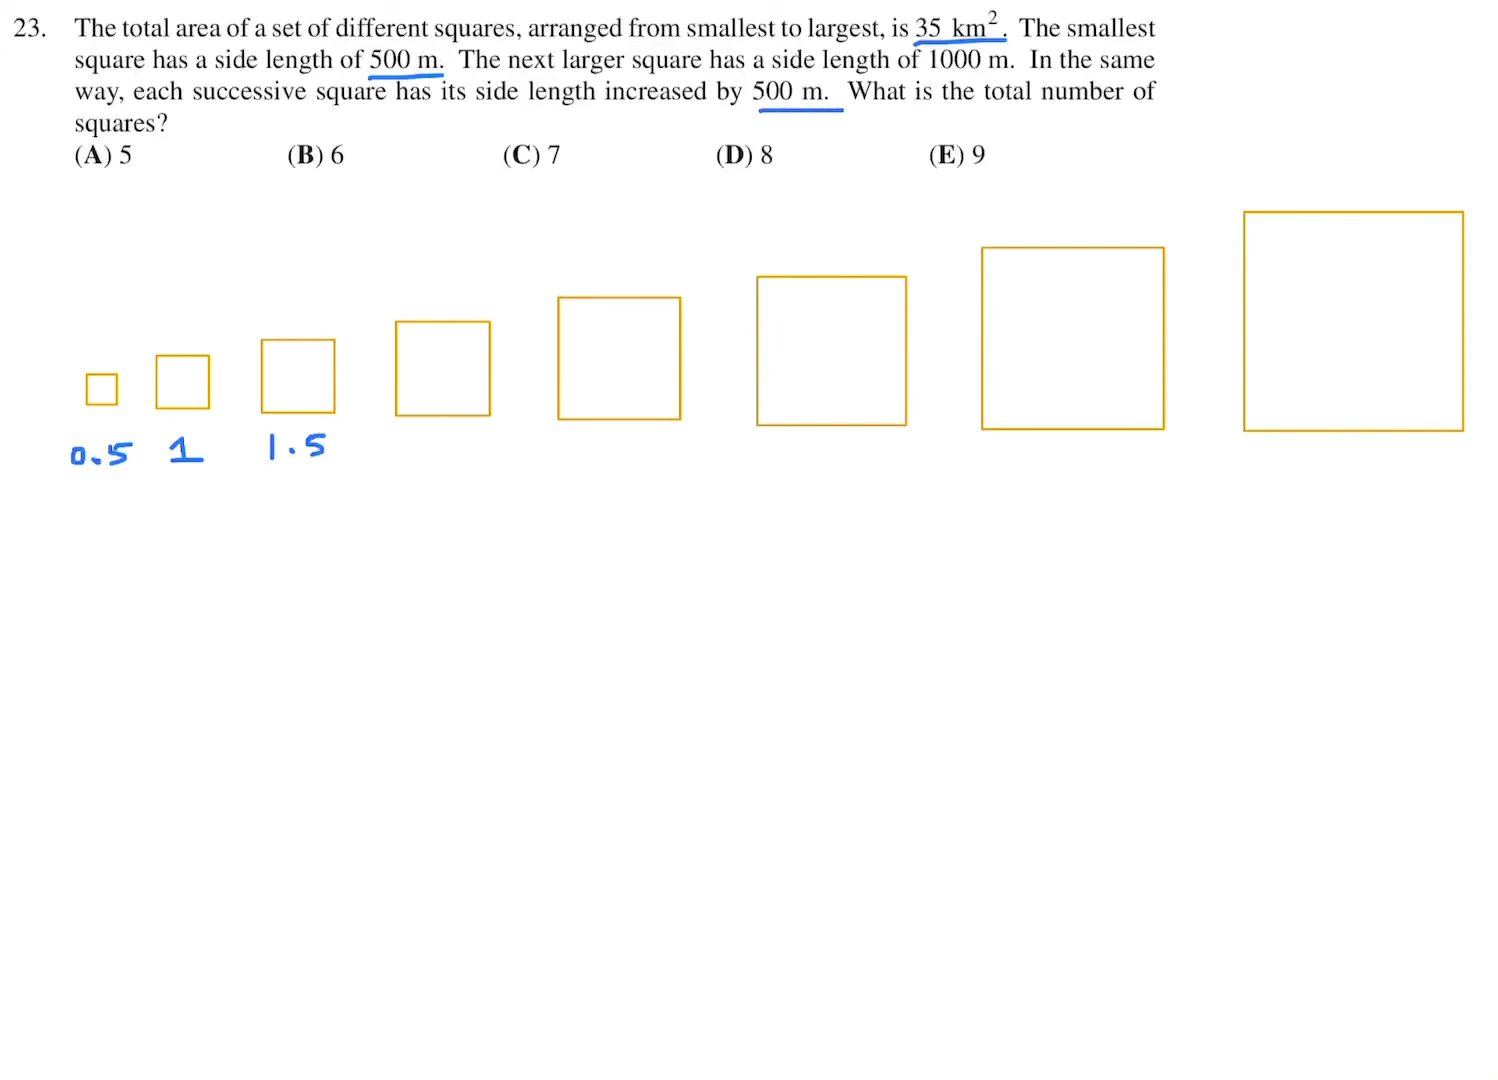 23. The total area of a set of different squares, arranged from smallest to largest, is 35 km². The smallest
square has a side length of 500 m. The next larger square has a side length of 1000 m. In the same
way, each successive square has its side length increased by 500 m. What is the total number of
squares?
(A) 5 (B) 6 (C) 7 (D) 8 (E) 9
0.5 1 1.5